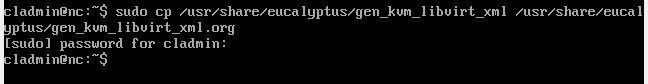 cladmin@nc:~$ sudo cp /usr/share/eucalyptus/gen_kvm_libvirt_xml /usr/share/eucal
yptus/gen_kvm_libvirt_xml.org
[sudo] password for cladmin:
cladmin@nc:~$